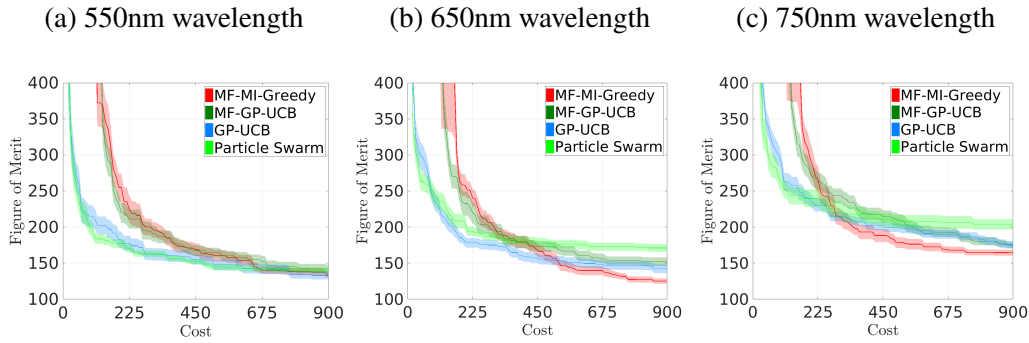 (a) 550nm wavelength
(b) 650nm wavelength
(c) 750nm wavelength
400
350
300
250
200
150
100
Figure of Merit
MF-MI-Greedy
MF-GP-UCB
GP-UCB
Particle Swarm
0
225
450
675
900
Cost
400
350
300
250
200
150
100
Figure of Merit
MF-MI-Greedy
MF-GP-UCB
GP-UCB
Particle Swarm
0
225
450
675
900
Cost
400
350
300
250
200
150
100
Figure of Merit
MF-MI-Greedy
MF-GP-UCB
GP-UCB
Particle Swarm
0
225
450
675
900
Cost